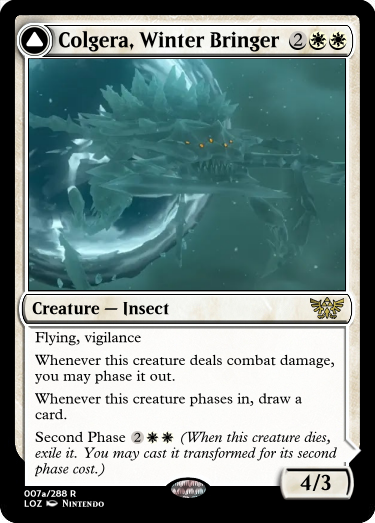 Colgera, Winter Bringer 2
Creature — Insect
Flying, vigilance
Whenever this creature deals combat damage,
you may phase it out.
Whenever this creature phases in, draw a
card.
Second Phase 2 (When this creature dies,
exile it. You may cast it transformed for its second
phase cost.)
4/3
007a/288 R
LOZ Nintendo